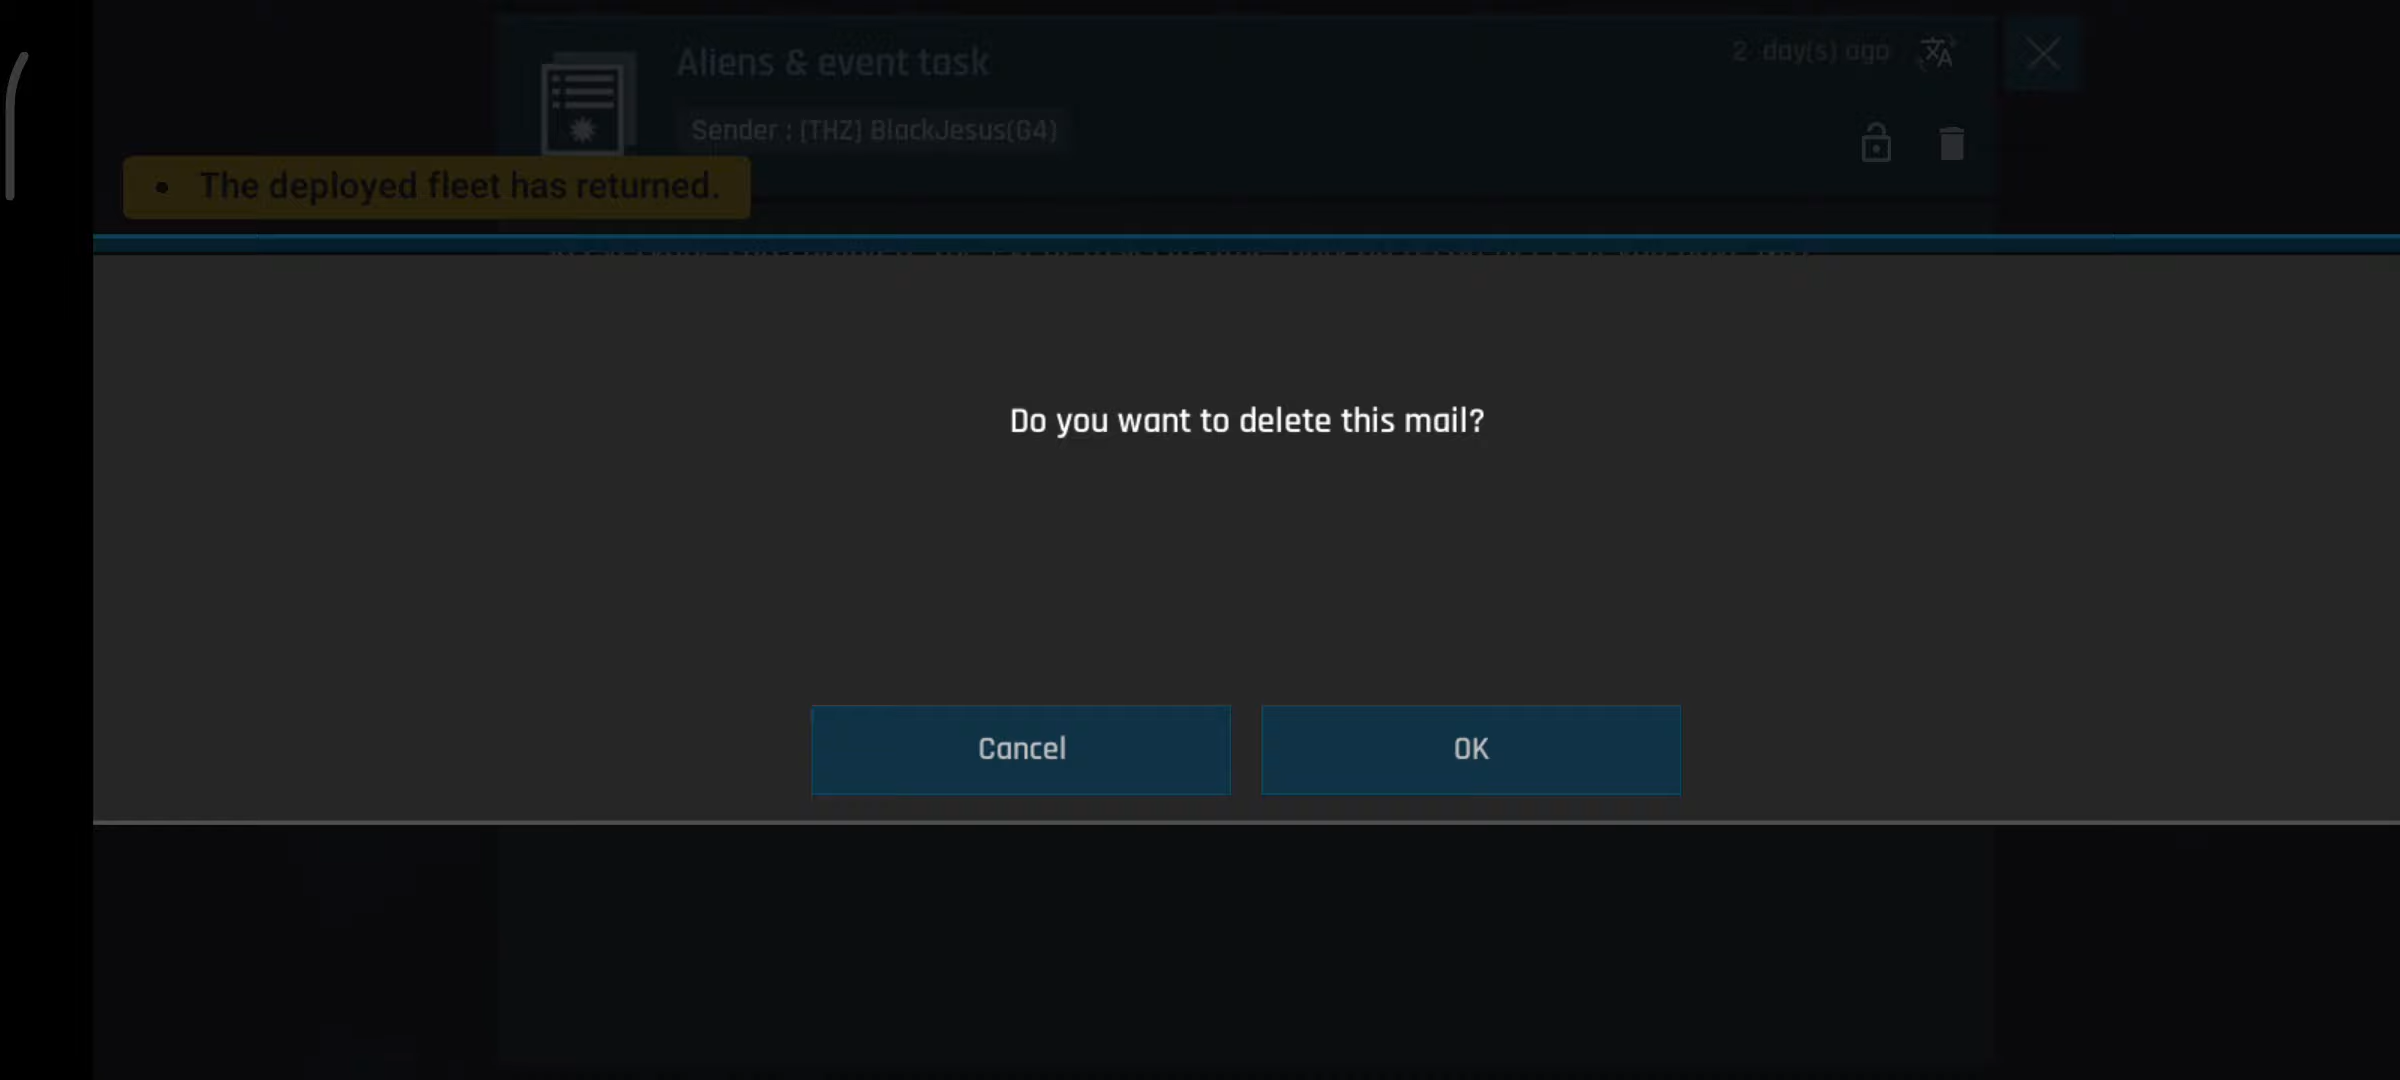 Aliens & event task
2 day(s) ago
Sender : (THZ) BlackJesus(G4)
• The deployed fleet has returned.
Do you want to delete this mail?
Cancel
OK